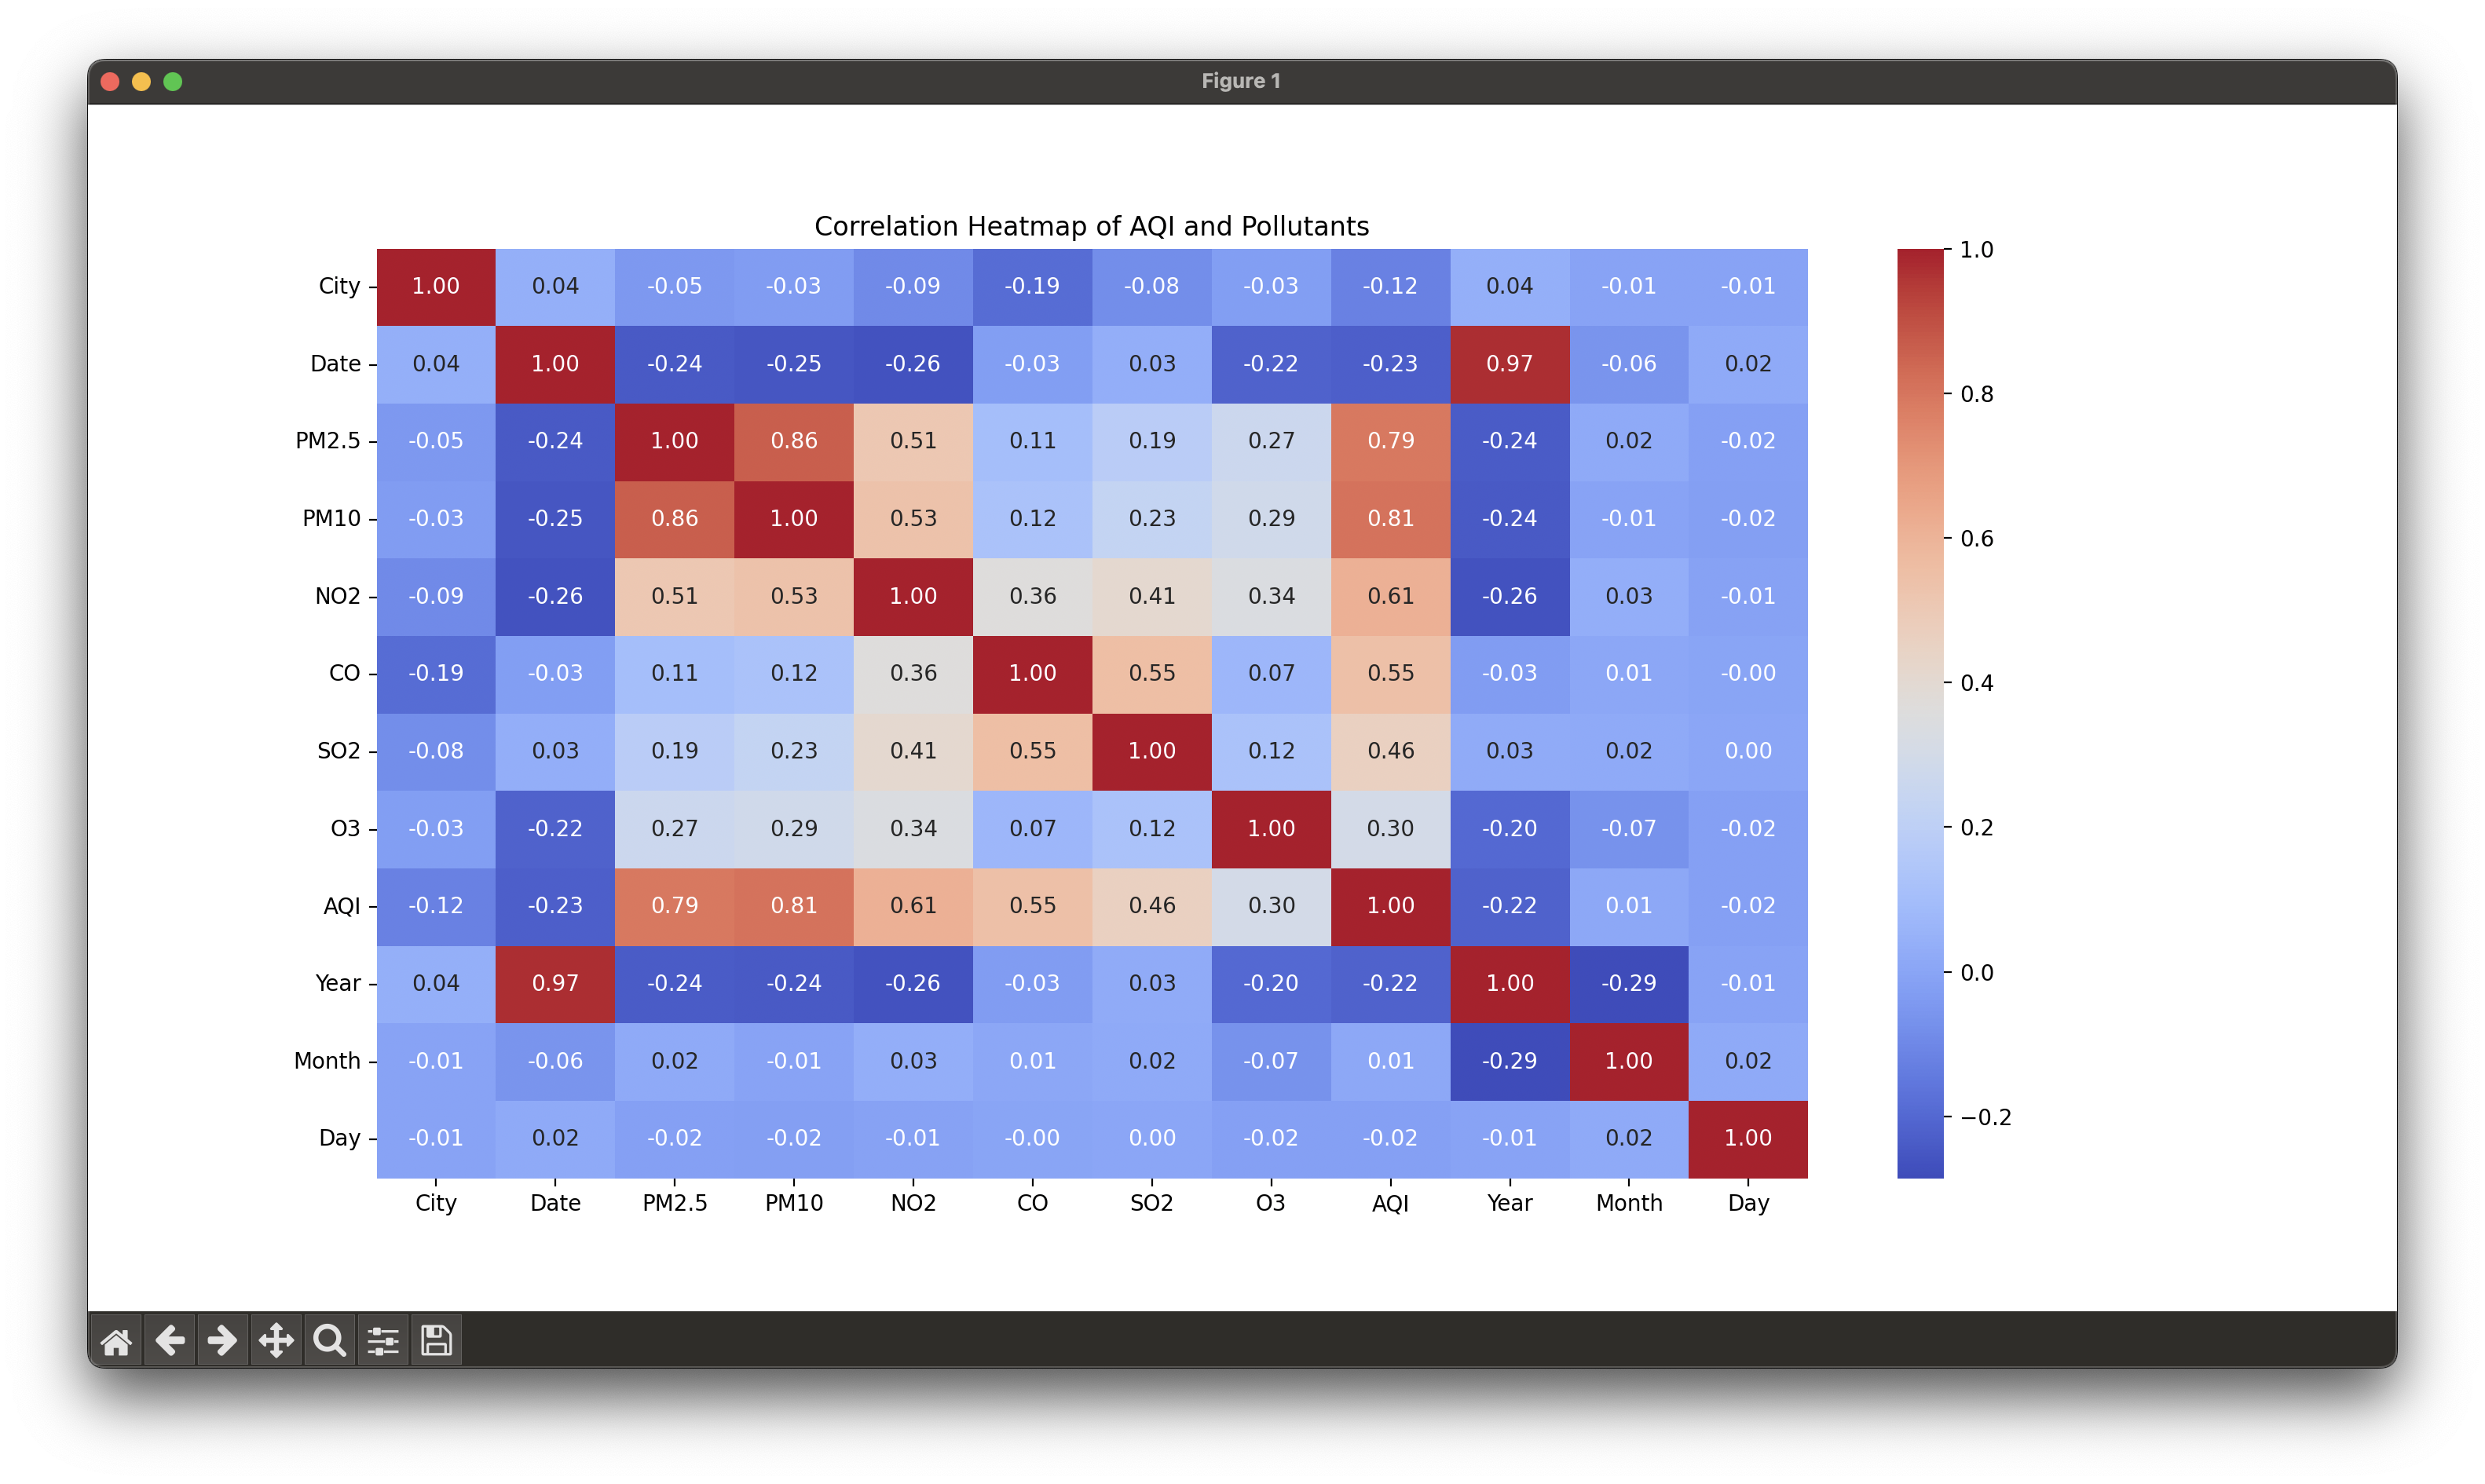 Figure 1
Correlation Heatmap of AQI and Pollutants
City 1.00 0.04 -0.05 -0.03 -0.09 -0.19 -0.08 -0.03 -0.12 0.04 -0.01 -0.01
Date 0.04 1.00 -0.24 -0.25 -0.26 -0.03 0.03 -0.22 -0.23 0.97 -0.06 0.02
PM2.5 -0.05 -0.24 1.00 0.86 0.51 0.11 0.19 0.27 0.79 -0.24 0.02 -0.02
PM10 -0.03 -0.25 0.86 1.00 0.53 0.12 0.23 0.29 0.81 -0.24 -0.01 -0.02
NO2 -0.09 -0.26 0.51 0.53 1.00 0.36 0.41 0.34 0.61 -0.26 0.03 -0.01
CO -0.19 -0.03 0.11 0.12 0.36 1.00 0.55 0.07 0.55 -0.03 0.01 -0.00
SO2 -0.08 0.03 0.19 0.23 0.41 0.55 1.00 0.12 0.46 0.03 0.02 0.00
O3 -0.03 -0.22 0.27 0.29 0.34 0.07 0.12 1.00 0.30 -0.20 -0.07 -0.02
AQI -0.12 -0.23 0.79 0.81 0.61 0.55 0.46 0.30 1.00 -0.22 0.01 -0.02
Year 0.04 0.97 -0.24 -0.24 -0.26 -0.03 0.03 -0.20 -0.22 1.00 -0.29 -0.01
Month -0.01 -0.06 0.02 -0.01 0.03 0.01 0.02 -0.07 0.01 -0.29 1.00 0.02
Day -0.01 0.02 -0.02 -0.02 -0.01 -0.00 0.00 -0.02 -0.02 -0.01 0.02 1.00
City Date PM2.5 PM10 NO2 CO SO2 O3 AQI Year Month Day
1.0
0.8
0.6
0.4
0.2
0.0
−0.2